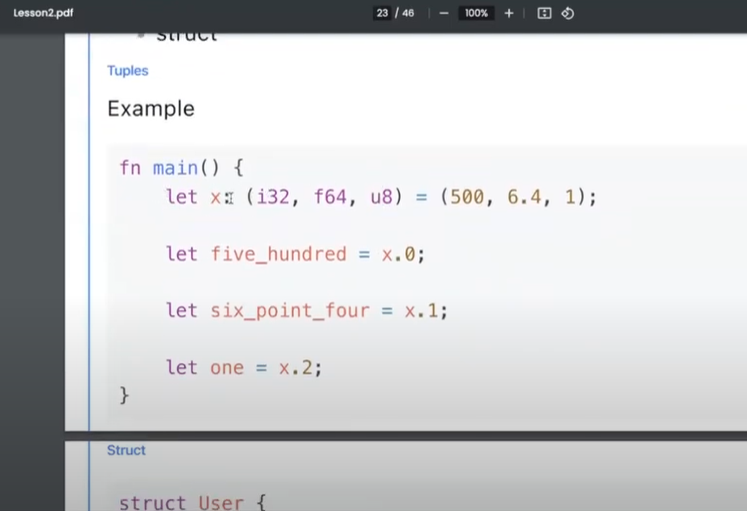 Lesson2.pdf
23 / 46
100%
struct
Tuples
Example
fn main() {
let x: (i32, f64, u8) = (500, 6.4, 1);
let five_hundred = x.0;
let six_point_four = x.1;
let one = x.2;
}
Struct
struct User {